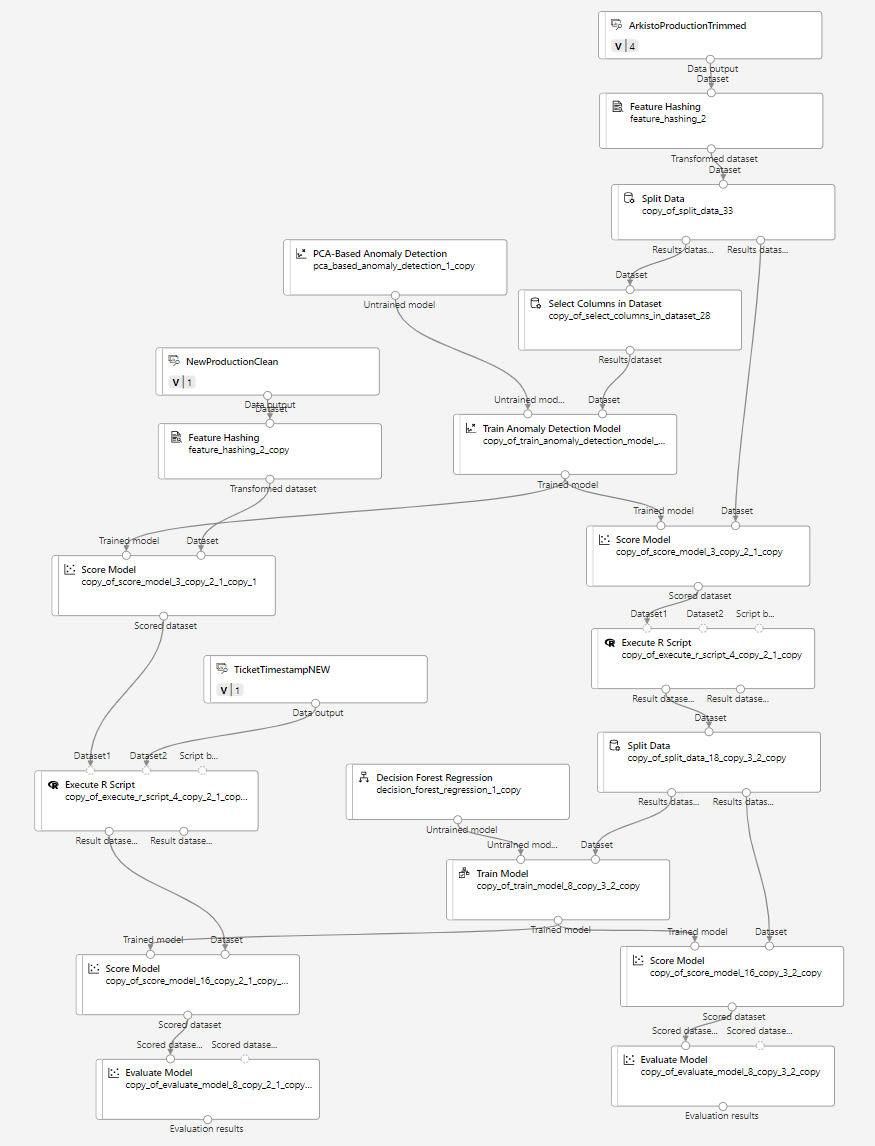 ArkistoProductionTrimmed
V 4
Data output
Dataset
Feature Hashing
feature_hashing_2
Transformed dataset
Dataset
Split Data
copy_of_split_data_33
Results datas...
Results datas...
PCA-Based Anomaly Detection
pca_based_anomaly_detection_1_copy
Untrained model
Dataset
Select Columns in Dataset
copy_of_select_columns_in_dataset_28
Results dataset
NewProductionClean
V 1
Data output
Dataset
Feature Hashing
feature_hashing_2_copy
Transformed dataset
Untrained mod...
Dataset
Train Anomaly Detection Model
copy_of_train_anomaly_detection_model_...
Trained model
Trained model
Dataset
Score Model
copy_of_score_model_3_copy_2_1_copy_1
Scored dataset
Trained model
Dataset
Score Model
copy_of_score_model_3_copy_2_1_copy
Scored dataset
Dataset1
Dataset2
Script b...
Execute R Script
copy_of_execute_r_script_4_copy_2_1_copy
Result datase...
Result datase...
TicketTimestampNEW
V 1
Data output
Dataset
Split Data
copy_of_split_data_18_copy_3_2_copy
Results datas...
Results datas...
Dataset1
Dataset2
Script b...
Execute R Script
copy_of_execute_r_script_4_copy_2_1_cop...
Result datase...
Result datase...
Decision Forest Regression
decision_forest_regression_1_copy
Untrained model
Untrained mod...
Dataset
Train Model
copy_of_train_model_8_copy_3_2_copy
Trained model
Trained model
Dataset
Score Model
copy_of_score_model_16_copy_2_1_copy_...
Scored dataset
Trained model
Dataset
Score Model
copy_of_score_model_16_copy_3_2_copy
Scored dataset
Scored datase...
Scored datase...
Evaluate Model
copy_of_evaluate_model_8_copy_2_1_copy...
Evaluation results
Scored datase...
Scored datase...
Evaluate Model
copy_of_evaluate_model_8_copy_3_2_copy
Evaluation results